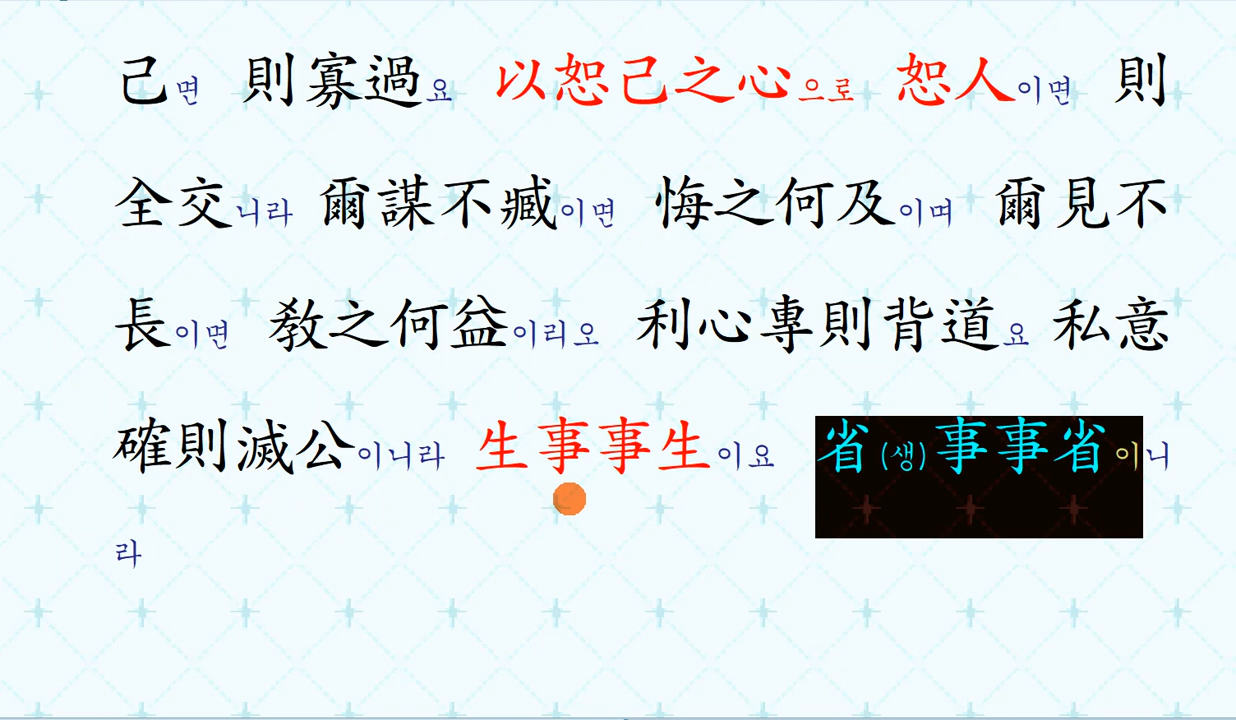 己면 則寡過요 以恕己之心으로 恕人이면 則
全交니라 爾謀不臧이면 悔之何及이며 爾見不
長이면 敎之何益이리오 利心專則背道요 私意
確則滅公이니라 生事事生이요 省(생)事事省이니
라